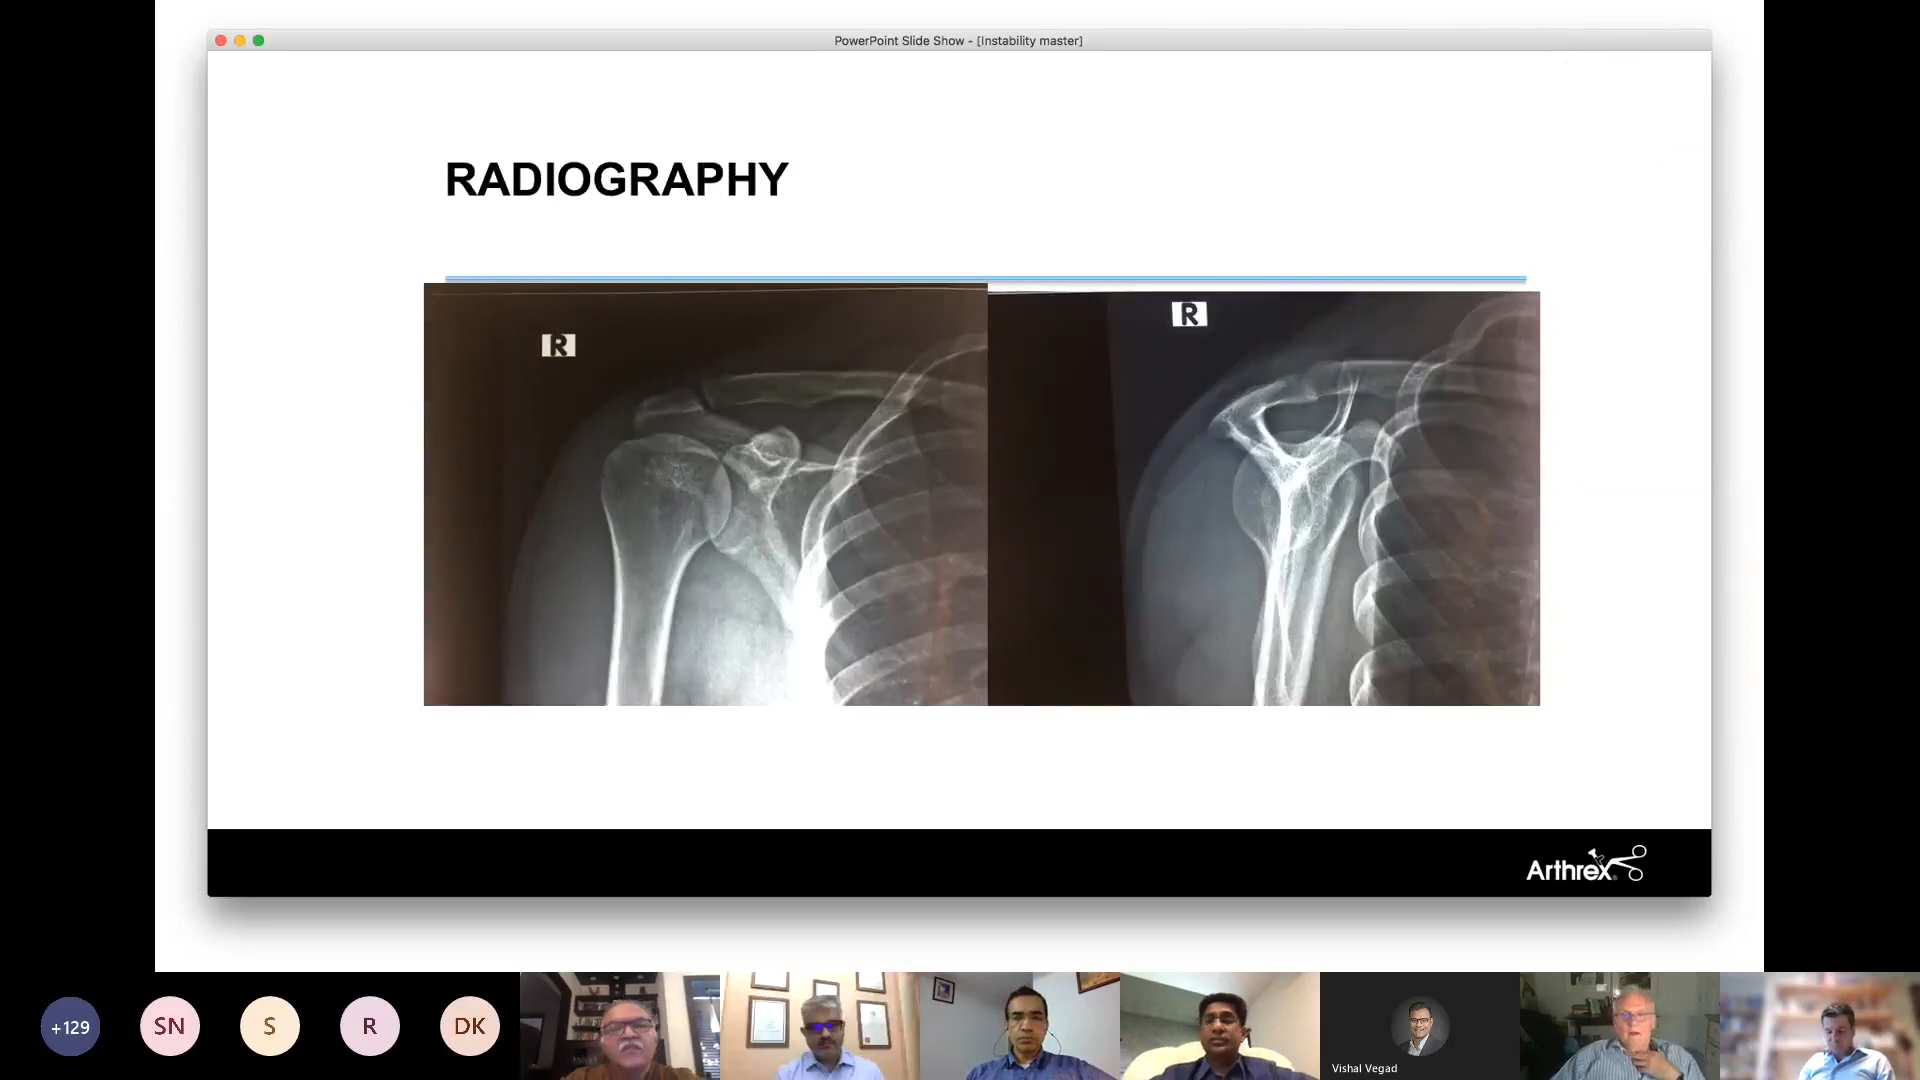 PowerPoint Slide Show - [Instability master]
RADIOGRAPHY
R
R
Arthrex
+129
SN
S
R
DK
Vishal Vegad